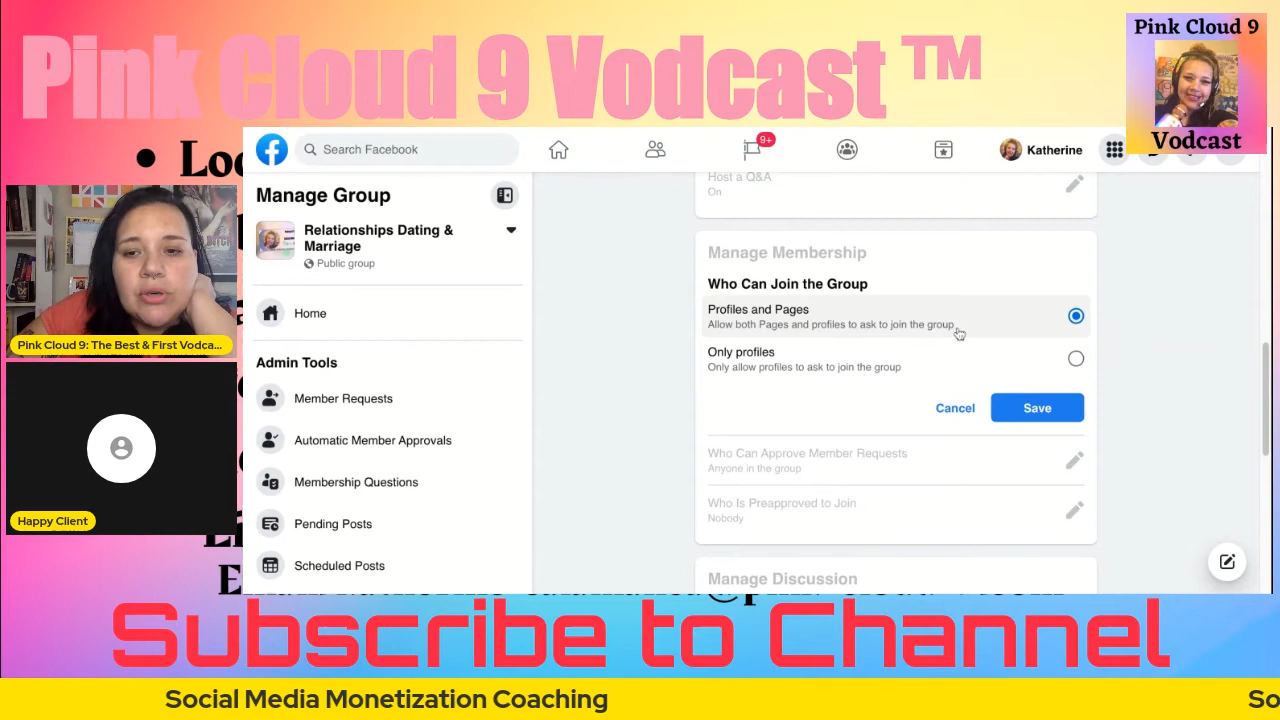 Pink Cloud 9 Vodcast ™
Pink Cloud 9
Vodcast
• Loo
Search Facebook
9+
Katherine
Manage Group
Relationships Dating &
Marriage
Public group
Home
Admin Tools
Member Requests
Automatic Member Approvals
Membership Questions
Pending Posts
Scheduled Posts
Host a Q&A
On
Manage Membership
Who Can Join the Group
Profiles and Pages
Allow both Pages and profiles to ask to join the group
Only profiles
Only allow profiles to ask to join the group
Cancel
Save
Who Can Approve Member Requests
Anyone in the group
Who Is Preapproved to Join
Nobody
Manage Discussion
Pink Cloud 9: The Best & First Vodca...
Happy Client
Subscribe to Channel
Social Media Monetization Coaching
So